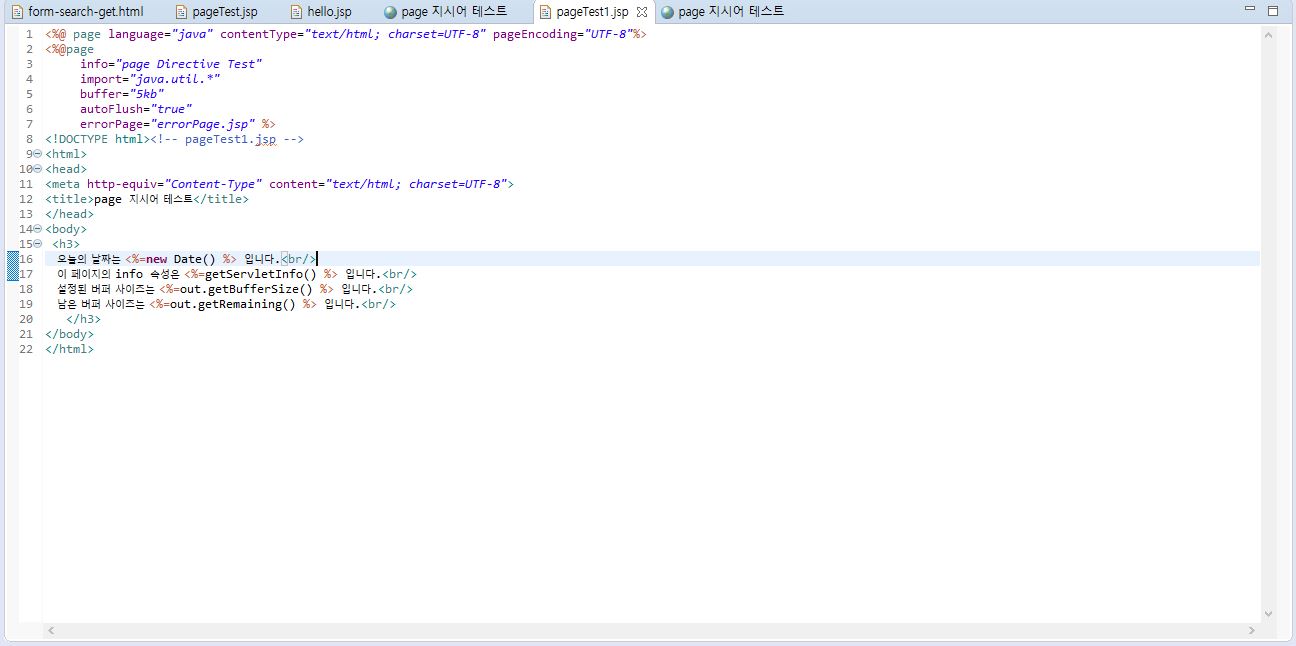 form-search-get.html pageTest.jsp hello.jsp page 지시어 테스트 pageTest1.jsp page 지시어 테스트
1 <%@ page language="java" contentType="text/html; charset=UTF-8" pageEncoding="UTF-8"%>
2 <%@page
3 info="page Directive Test"
4 import="java.util.*"
5 buffer="5kb"
6 autoFlush="true"
7 errorPage="errorPage.jsp" %>
8 <!DOCTYPE html><!-- pageTest1.jsp -->
9 <html>
10 <head>
11 <meta http-equiv="Content-Type" content="text/html; charset=UTF-8">
12 <title>page 지시어 테스트</title>
13 </head>
14 <body>
15 <h3>
16 오늘의 날짜는 <%=new Date() %> 입니다.<br/>
17 이 페이지의 info 속성은 <%=getServletInfo() %> 입니다.<br/>
18 설정된 버퍼 사이즈는 <%=out.getBufferSize() %> 입니다.<br/>
19 남은 버퍼 사이즈는 <%=out.getRemaining() %> 입니다.<br/>
20 </h3>
21 </body>
22 </html>